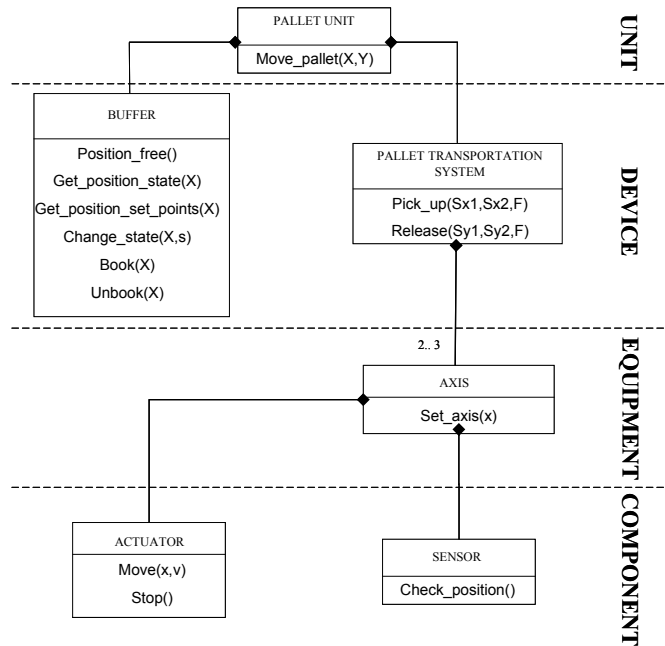 PALLET UNIT
Move_pallet(X,Y)
UNIT
BUFFER
Position_free()
Get_position_state(X)
Get_position_set_points(X)
Change_state(X,s)
Book(X)
Unbook(X)
PALLET TRANSPORTATION
SYSTEM
Pick_up(Sx1,Sx2,F)
Release(Sy1,Sy2,F)
DEVICE
2.. 3
AXIS
Set_axis(x)
EQUIPMENT
ACTUATOR
Move(x,v)
Stop()
SENSOR
Check_position()
COMPONENT